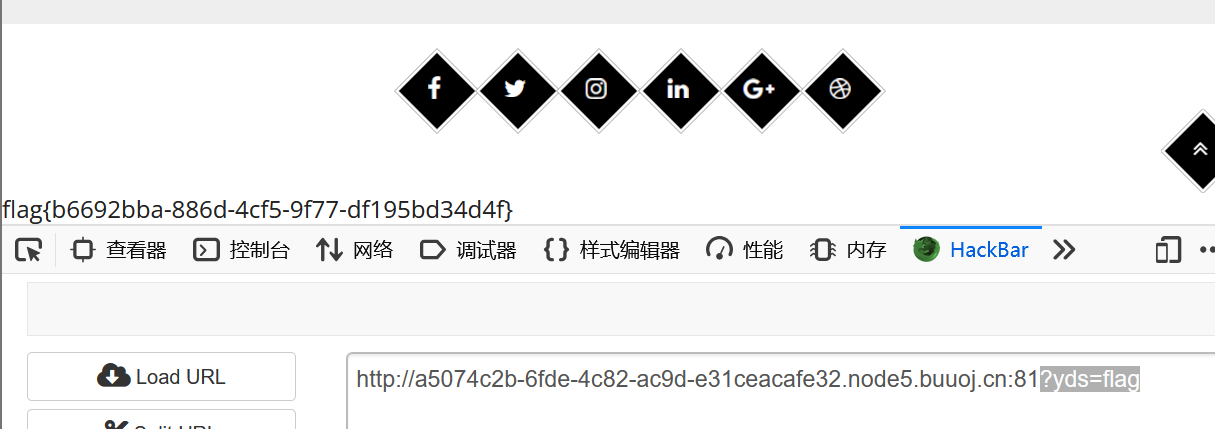 flag{b6692bba-886d-4cf5-9f77-df195bd34d4f}
查看器 控制台 网络 调试器 样式编辑器 性能 内存 HackBar
Load URL
http://a5074c2b-6fde-4c82-ac9d-e31ceacafe32.node5.buuoj.cn:81?yds=flag
Split URL